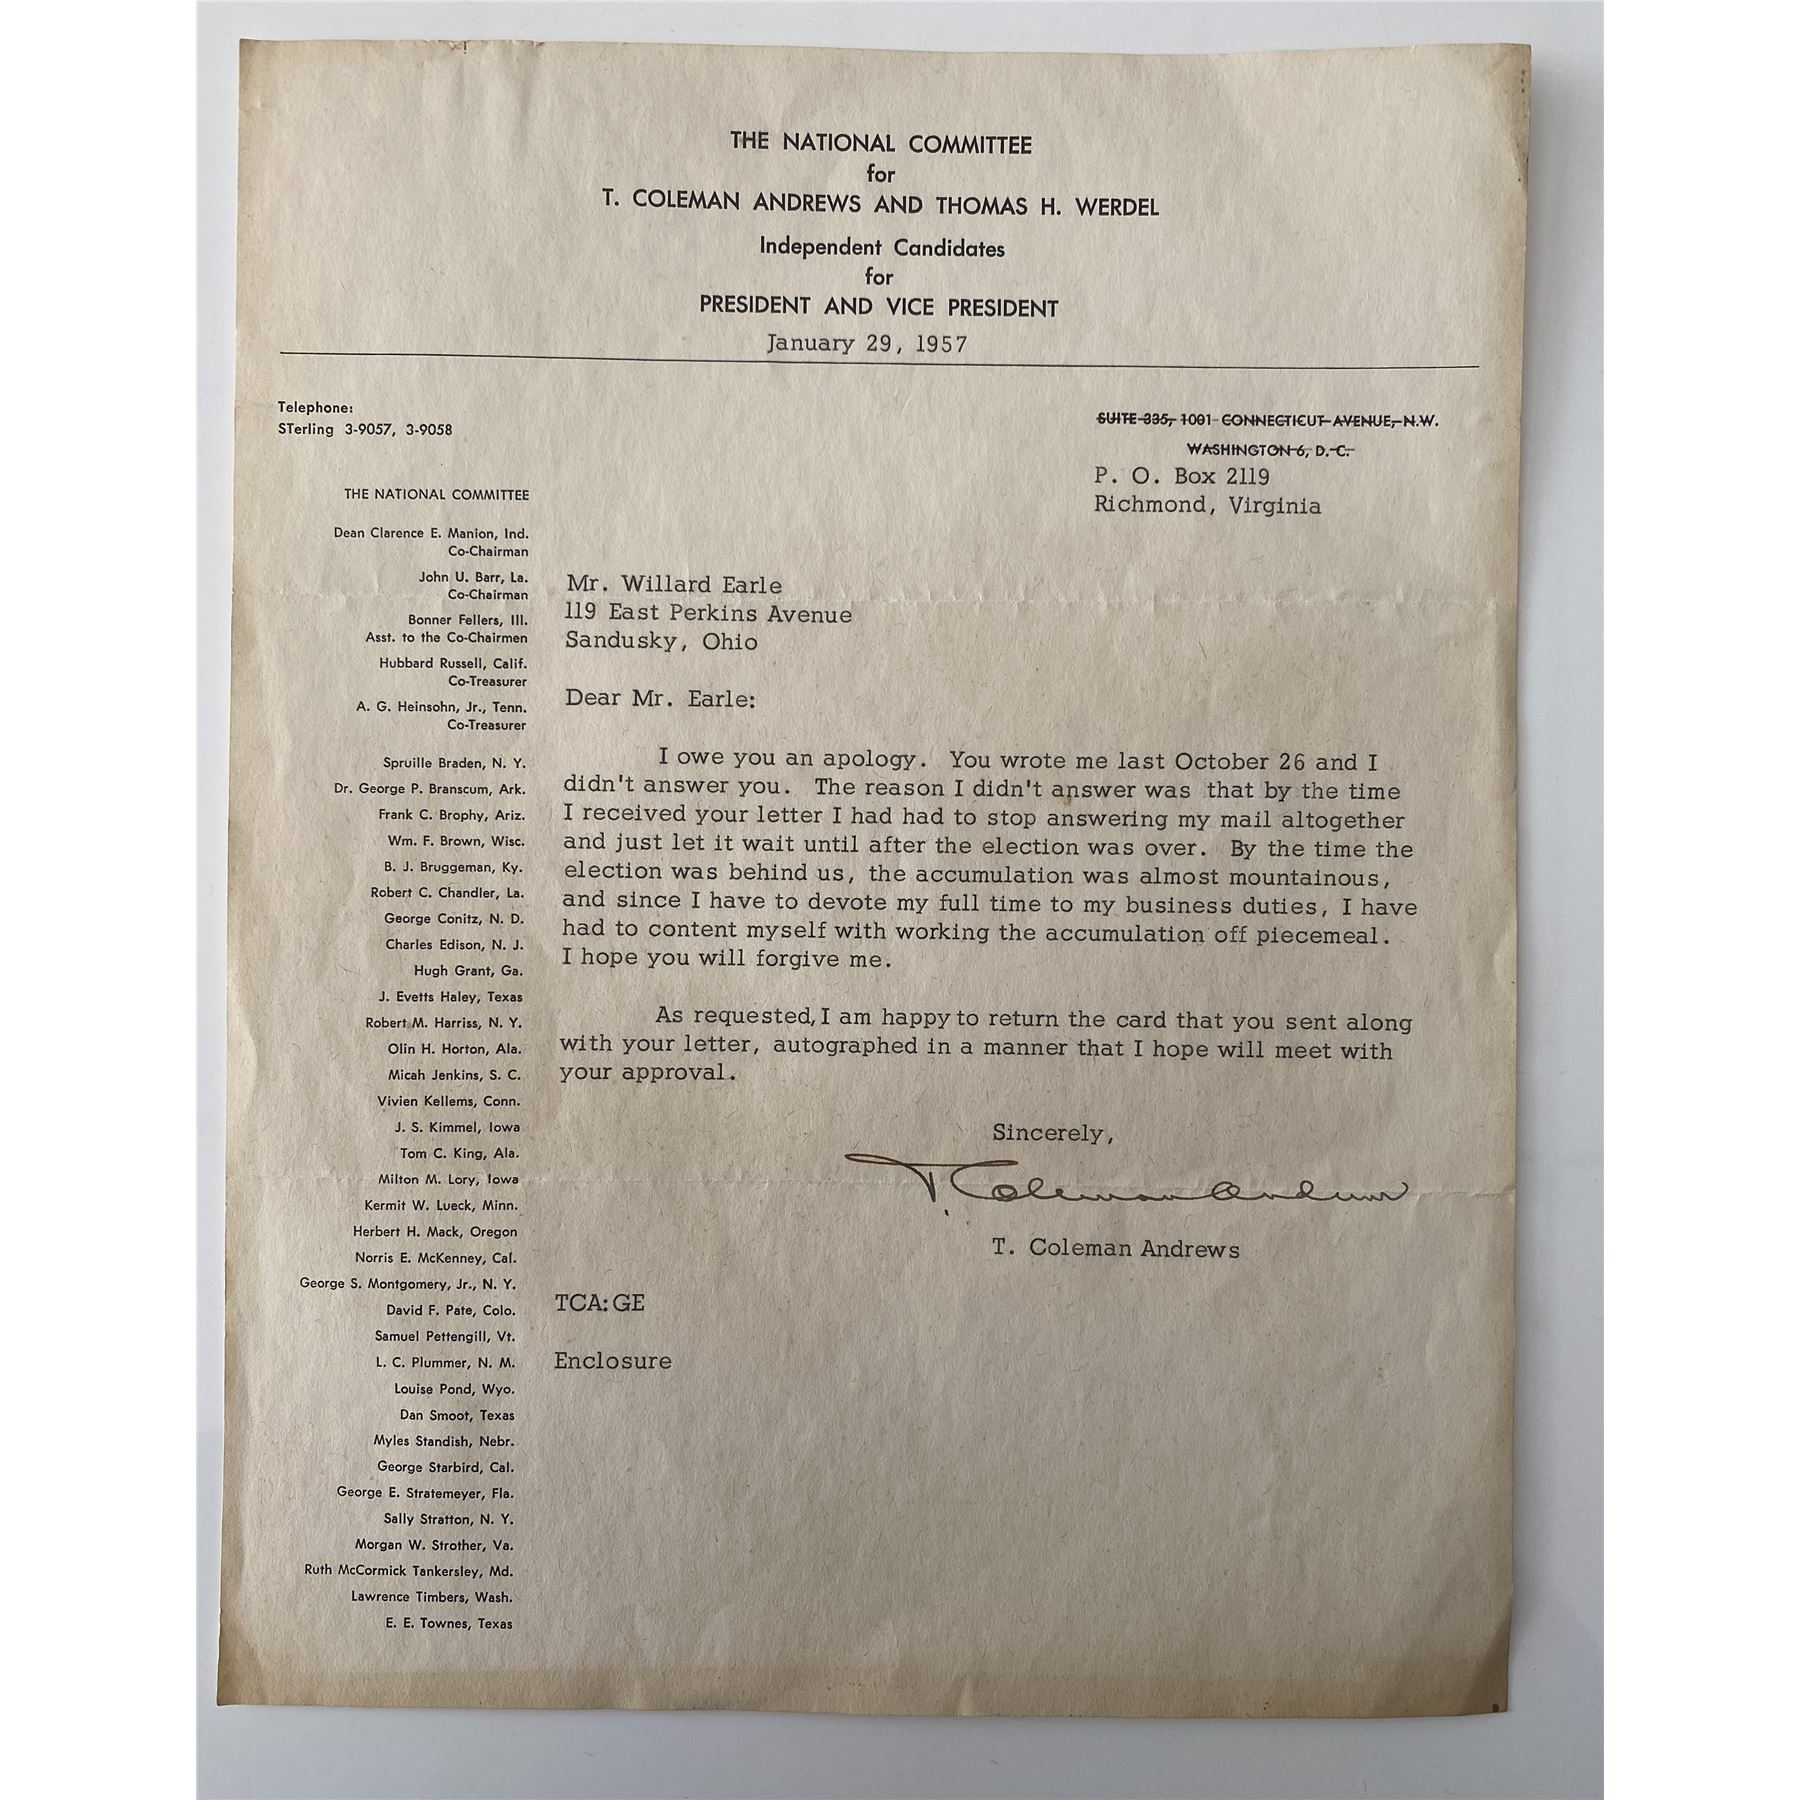 THE NATIONAL COMMITTEE
for
T. COLEMAN ANDREWS AND THOMAS H. WERDEL
Independent Candidates
for
PRESIDENT AND VICE PRESIDENT
January 29, 1957
Telephone:
STerling 3-9057, 3-9058
SUITE 335, 1001 CONNECTICUT AVENUE, N.W.
WASHINGTON 6, D. C.
P. O. Box 2119
Richmond, Virginia
THE NATIONAL COMMITTEE
Dean Clarence E. Manion, Ind.
Co-Chairman
John U. Barr, La.
Co-Chairman
Bonner Fellers, Ill.
Asst. to the Co-Chairmen
Hubbard Russell, Calif.
Co-Treasurer
A. G. Heinsohn, Jr., Tenn.
Co-Treasurer
Spruille Braden, N. Y.
Dr. George P. Branscum, Ark.
Frank C. Brophy, Ariz.
Wm. F. Brown, Wisc.
B. J. Bruggeman, Ky.
Robert C. Chandler, La.
George Conitz, N. D.
Charles Edison, N. J.
Hugh Grant, Ga.
J. Evetts Haley, Texas
Robert M. Harriss, N. Y.
Olin H. Horton, Ala.
Micah Jenkins, S. C.
Vivien Kellems, Conn.
J. S. Kimmel, Iowa
Tom C. King, Ala.
Milton M. Lory, Iowa
Kermit W. Lueck, Minn.
Herbert H. Mack, Oregon
Norris E. McKenney, Cal.
George S. Montgomery, Jr., N. Y.
David F. Pate, Colo.
Samuel Pettengill, Vt.
L. C. Plummer, N. M.
Louise Pond, Wyo.
Dan Smoot, Texas
Myles Standish, Nebr.
George Starbird, Cal.
George E. Stratemeyer, Fla.
Sally Stratton, N. Y.
Morgan W. Strother, Va.
Ruth McCormick Tankersley, Md.
Lawrence Timbers, Wash.
E. E. Townes, Texas
Mr. Willard Earle
119 East Perkins Avenue
Sandusky, Ohio
Dear Mr. Earle:
I owe you an apology. You wrote me last October 26 and I
didn't answer you. The reason I didn't answer was that by the time
I received your letter I had had to stop answering my mail altogether
and just let it wait until after the election was over. By the time the
election was behind us, the accumulation was almost mountainous,
and since I have to devote my full time to my business duties, I have
had to content myself with working the accumulation off piecemeal.
I hope you will forgive me.
As requested, I am happy to return the card that you sent along
with your letter, autographed in a manner that I hope will meet with
your approval.
Sincerely,
T. Coleman Andrews
T. Coleman Andrews
TCA:GE
Enclosure